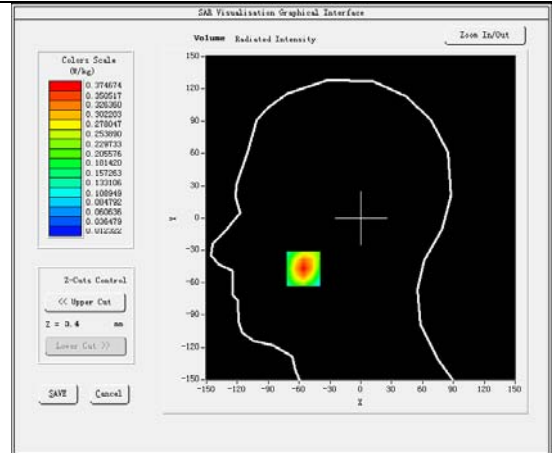 SAR Visualisation Graphical Interface
Volume Radiated Intensity
Zoom In/Out
Colors Scale
(W/kg)
0.374674
0.350517
0.326360
0.302203
0.278047
0.253890
0.229733
0.205576
0.181420
0.157263
0.133106
0.108949
0.084792
0.060636
0.036479
0.012322
150
120
90
60
30
0
-30
-60
-90
-120
-150
Y
-150 -120 -90 -60 -30 0 30 60 90 120 150
X
Z-Cuts Control
<< Upper Cut
Z = 3.4 mm
Lower Cut >>
SAVE Cancel